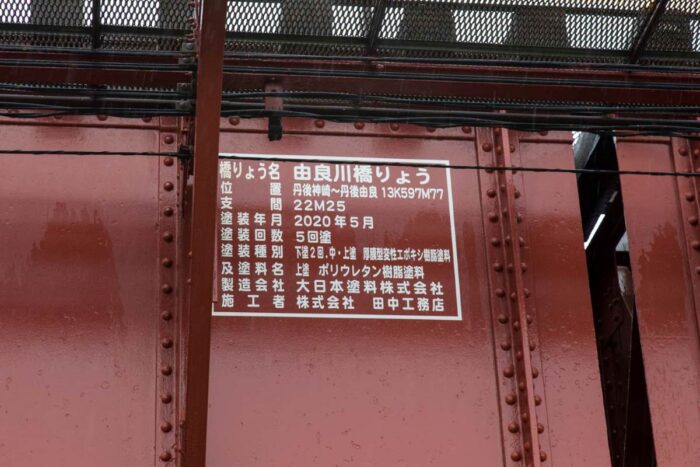 橋りょう名 由良川橋りょう
位置 丹後神崎〜丹後由良 13K597M77
支間 22M25
塗装年月 2020年5月
塗装回数 5回塗
塗装種別 下塗2回.中・上塗 厚膜型変性エポキシ樹脂塗料
及塗料名 上塗 ポリウレタン樹脂塗料
製造会社 大日本塗料株式会社
施工者 株式会社 田中工務店